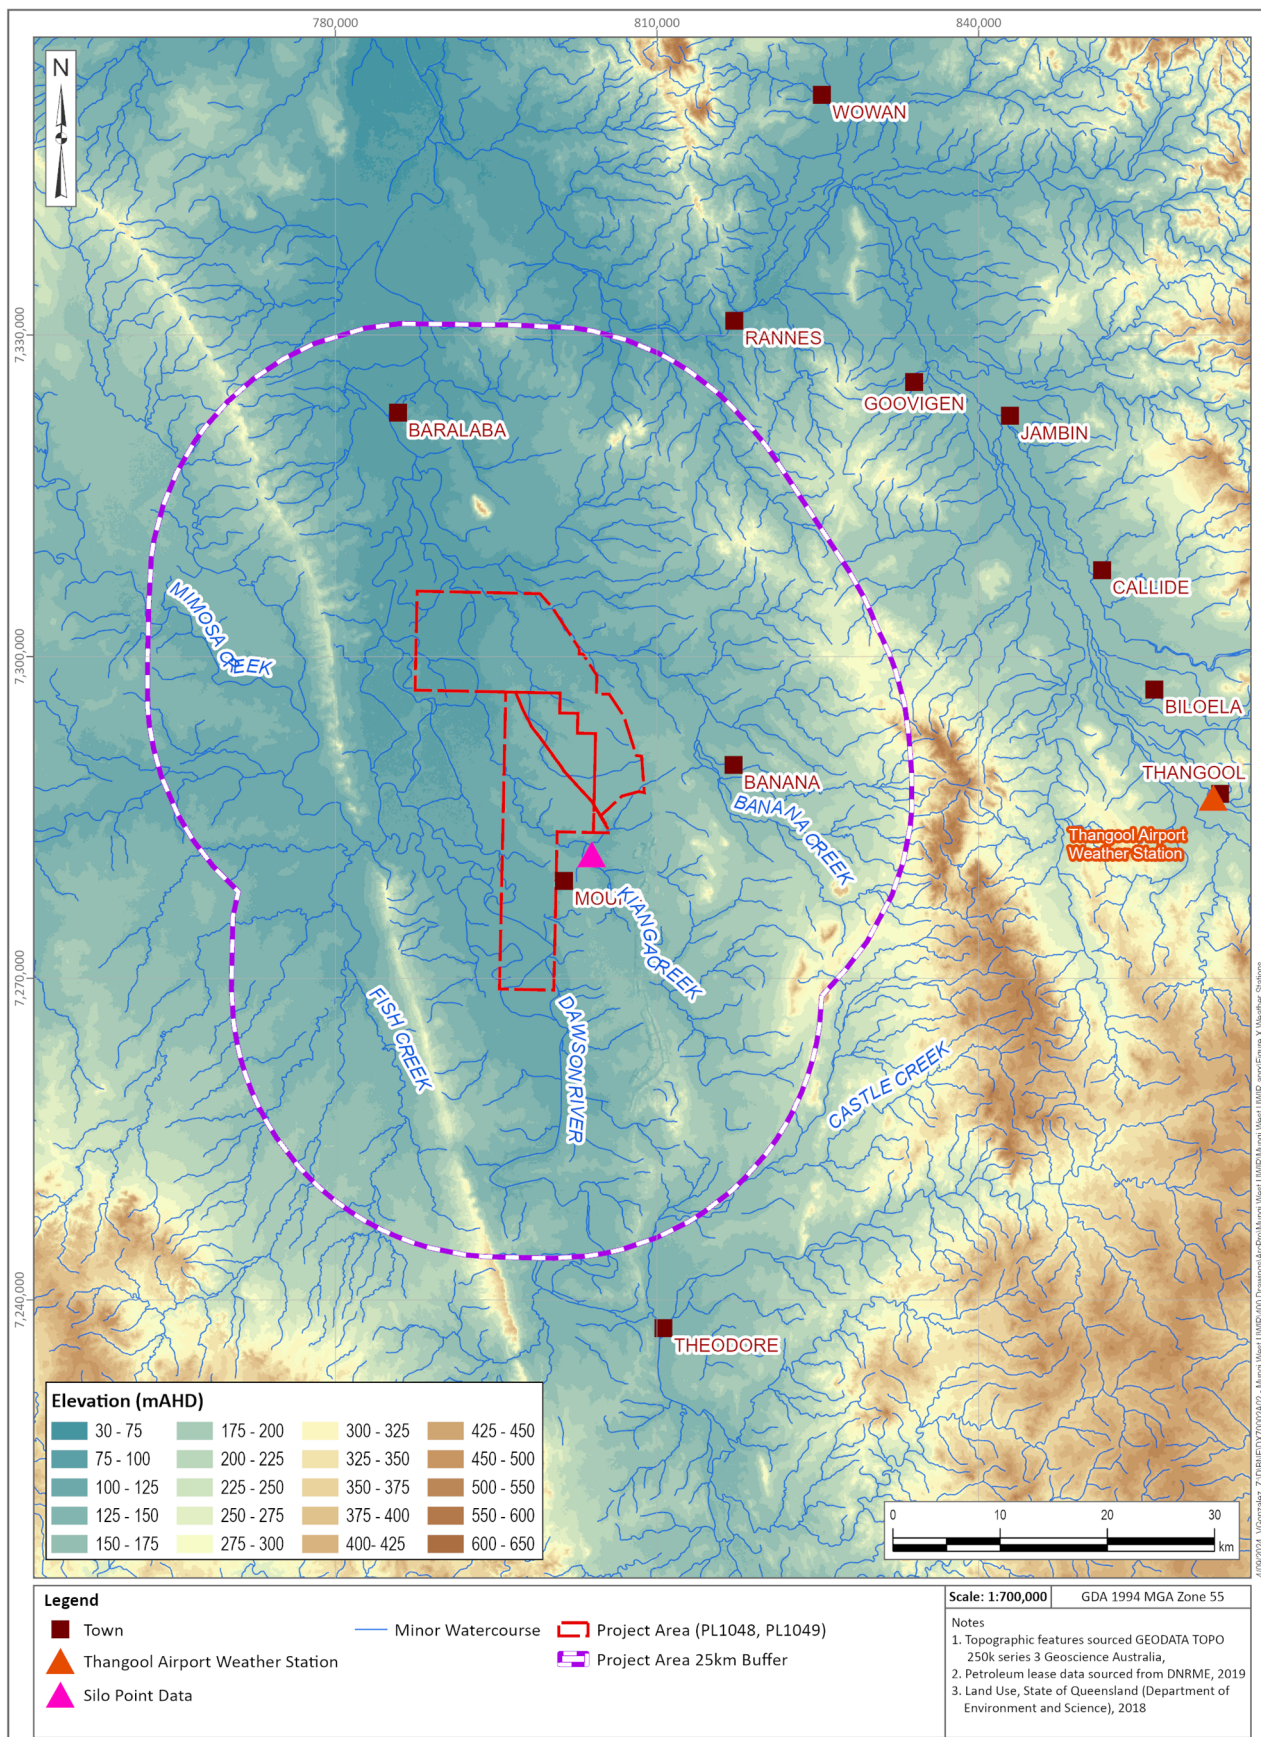 780,000
810,000
840,000
N
WOWAN
7,330,000
RANNES
GOOVIGEN
JAMBIN
BARALABA
CALLIDE
MIMOSA CREEK
7,300,000
BILOELA
THANGOOL
BANANA
BANANA CREEK
Thangool Airport
Weather Station
MOU
KIANGA CREEK
7,270,000
FISH CREEK
DAWSON RIVER
CASTLE CREEK
7,240,000
THEODORE
Elevation (mAHD)
30 - 75
75 - 100
100 - 125
125 - 150
150 - 175
175 - 200
200 - 225
225 - 250
250 - 275
275 - 300
300 - 325
325 - 350
350 - 375
375 - 400
400- 425
425 - 450
450 - 500
500 - 550
550 - 600
600 - 650
0 10 20 30
km
Legend
Town
Thangool Airport Weather Station
Silo Point Data
Minor Watercourse
Project Area (PL1048, PL1049)
Project Area 25km Buffer
Scale: 1:700,000
GDA 1994 MGA Zone 55
Notes
1. Topographic features sourced GEODATA TOPO
250k series 3 Geoscience Australia,
2. Petroleum lease data sourced from DNRME, 2019
3. Land Use, State of Queensland (Department of
Environment and Science), 2018